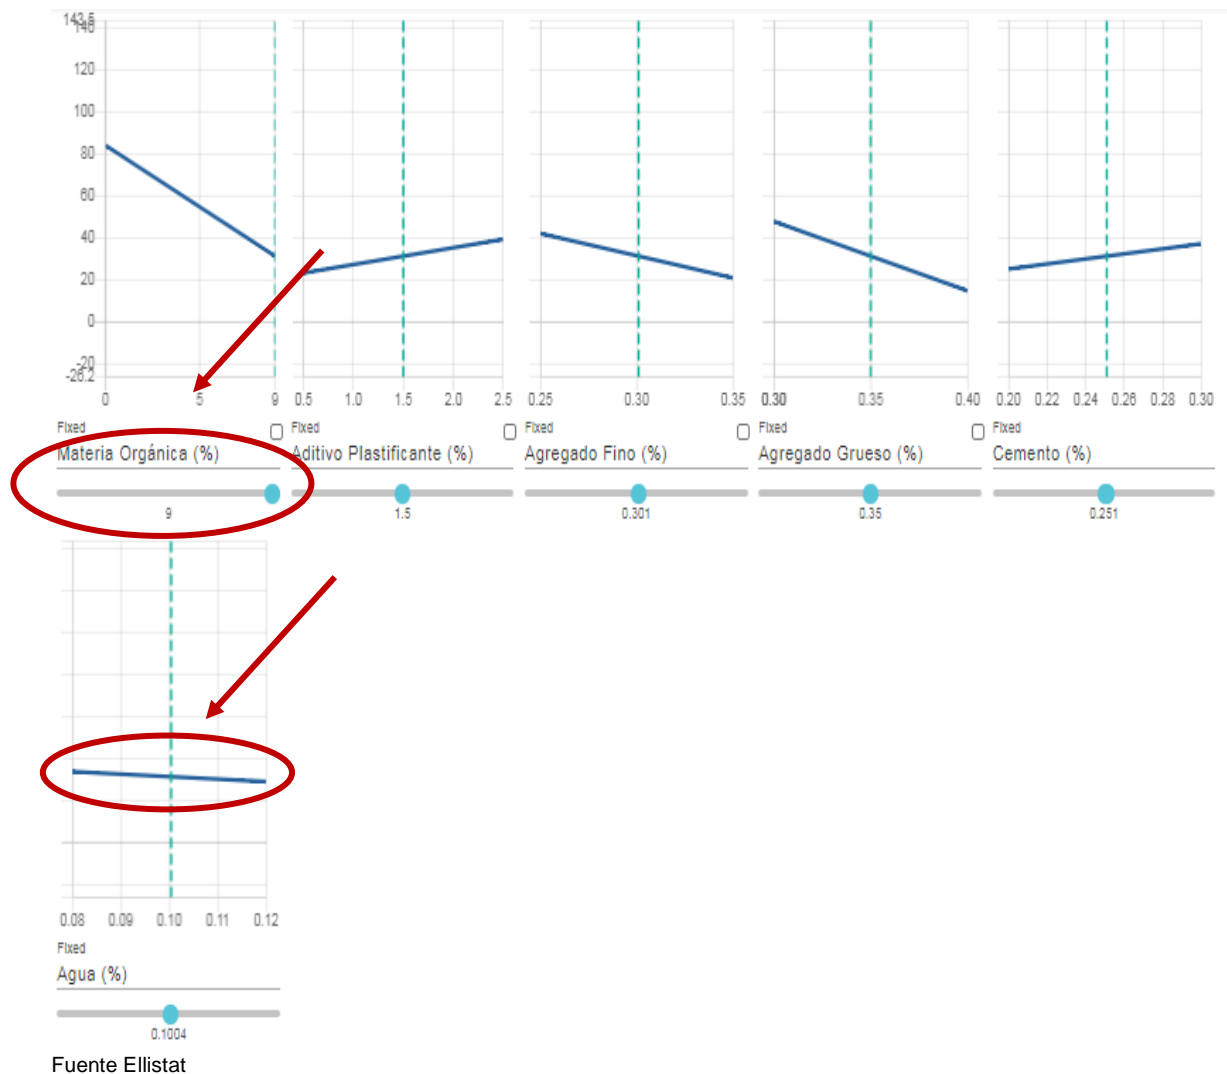 143.5
140
120
100
80
60
40
20
0
-20
-26.2
0 5 9 0.5 1.0 1.5 2.0 2.5 0.25 0.30 0.35 0.30 0.35 0.40 0.20 0.22 0.24 0.26 0.28 0.30
Fixed Fixed Fixed Fixed Fixed
Materia Orgánica (%) Aditivo Plastificante (%) Agregado Fino (%) Agregado Grueso (%) Cemento (%)
9 1.5 0.301 0.35 0.251
0.08 0.09 0.10 0.11 0.12
Fixed
Agua (%)
0.1004
Fuente Ellistat